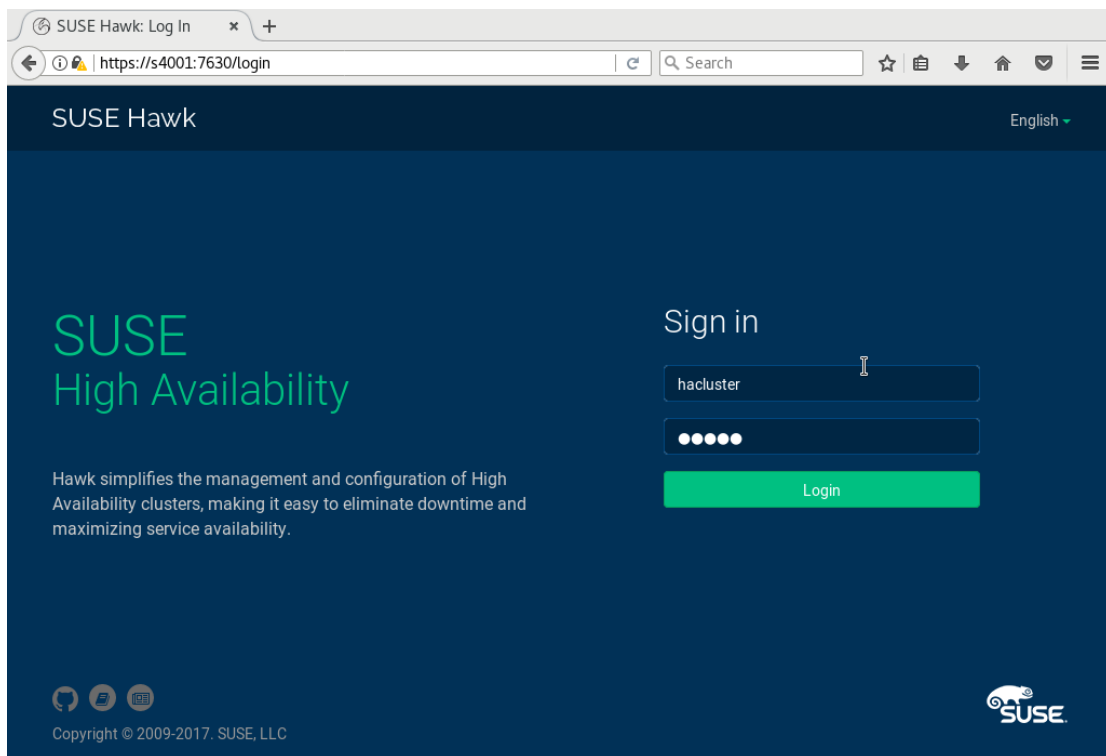 SUSE Hawk: Log In
https://s4001:7630/login
Search
SUSE Hawk
English
SUSE
High Availability
Hawk simplifies the management and configuration of High
Availability clusters, making it easy to eliminate downtime and
maximizing service availability.
Sign in
hacluster
●●●●●
Login
Copyright © 2009-2017. SUSE, LLC
SUSE.